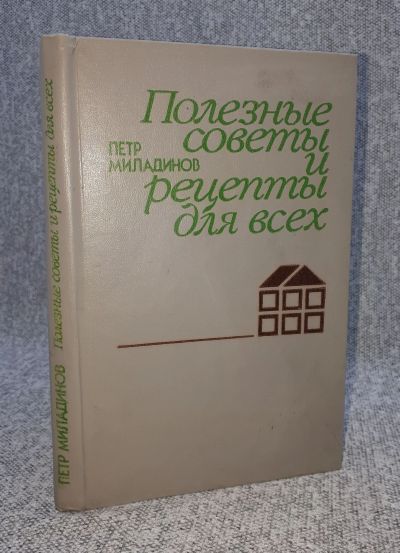 Полезные
советы
и
рецепты
для всех
ПЕТР
МИЛАДИНОВ
ПЕТР МИЛАДИНОВ Полезные советы и рецепты для всех